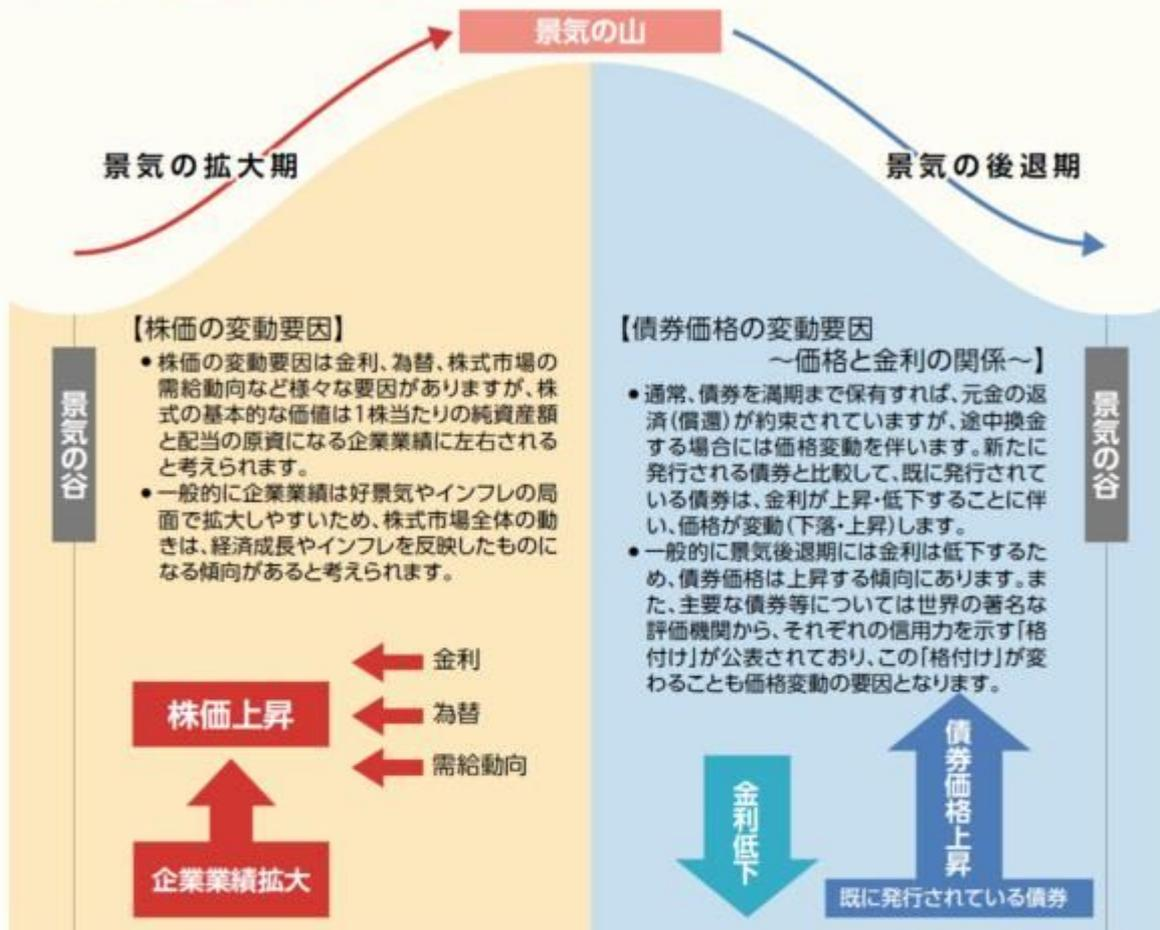 景気の山
景気の拡大期
景気の後退期
景気の谷
【株価の変動要因】
●株価の変動要因は金利、為替、株式市場の
需給動向など様々な要因がありますが、株
式の基本的な価値は1株当たりの純資産額
と配当の原資になる企業業績に左右される
と考えられます。
●一般的に企業業績は好景気やインフレの局
面で拡大しやすいため、株式市場全体の動
きは、経済成長やインフレを反映したものに
なる傾向があると考えられます。
金利
為替
需給動向
株価上昇
企業業績拡大
【債券価格の変動要因
～価格と金利の関係～】
●通常、債券を満期まで保有すれば、元金の返
済(償還)が約束されていますが、途中換金
する場合には価格変動を伴います。新たに
発行される債券と比較して、既に発行されて
いる債券は、金利が上昇・低下することに伴
い、価格が変動(下落・上昇)します。
●一般的に景気後退期には金利は低下するた
め、債券価格は上昇する傾向にあります。ま
た、主要な債券等については世界の著名な
評価機関から、それぞれの信用力を示す「格
付け」が公表されており、この「格付け」が変
わることも価格変動の要因となります。
金利低下
債券価格上昇
既に発行されている債券
景気の谷